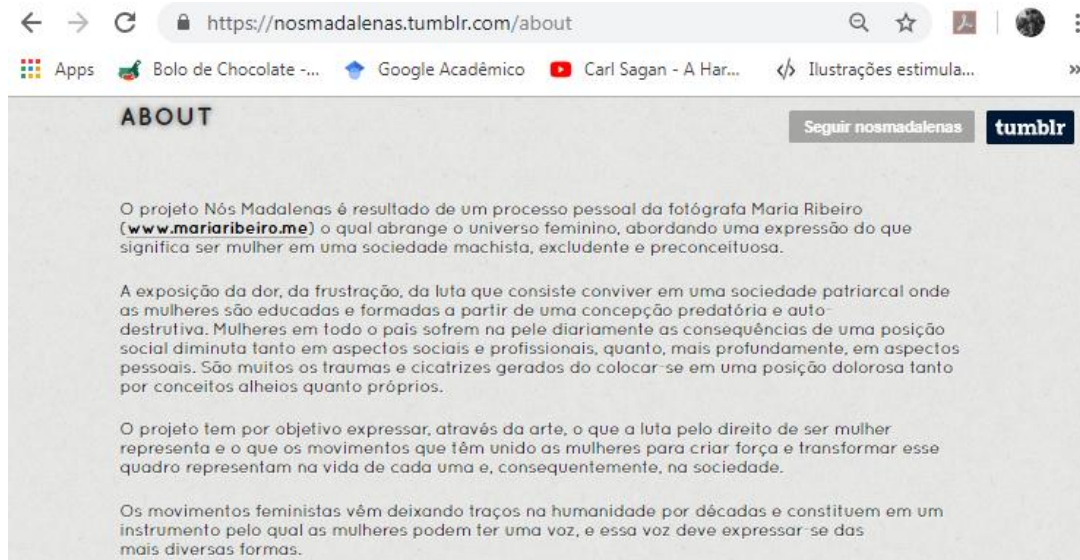 https://nosmadalenas.tumblr.com/about
Apps Bolo de Chocolate -... Google Acadêmico Carl Sagan - A Har... Ilustrações estimula... »
ABOUT
Seguir nosmadalenas tumblr
O projeto Nós Madalenas é resultado de um processo pessoal da fotógrafa Maria Ribeiro
(www.mariaribeiro.me) o qual abrange o universo feminino, abordando uma expressão do que
significa ser mulher em uma sociedade machista, excludente e preconceituosa.
A exposição da dor, da frustração, da luta que consiste conviver em uma sociedade patriarcal onde
as mulheres são educadas e formadas a partir de uma concepção predatória e auto-
destrutiva. Mulheres em todo o país sofrem na pele diariamente as consequências de uma posição
social diminuta tanto em aspectos sociais e profissionais, quanto, mais profundamente, em aspectos
pessoais. São muitos os traumas e cicatrizes gerados do colocar-se em uma posição dolorosa tanto
por conceitos alheios quanto próprios.
O projeto tem por objetivo expressar, através da arte, o que a luta pelo direito de ser mulher
representa e o que os movimentos que têm unido as mulheres para criar força e transformar esse
quadro representam na vida de cada uma e, consequentemente, na sociedade.
Os movimentos feministas vêm deixando traços na humanidade por décadas e constituem em um
instrumento pelo qual as mulheres podem ter uma voz, e essa voz deve expressar-se das
mais diversas formas.